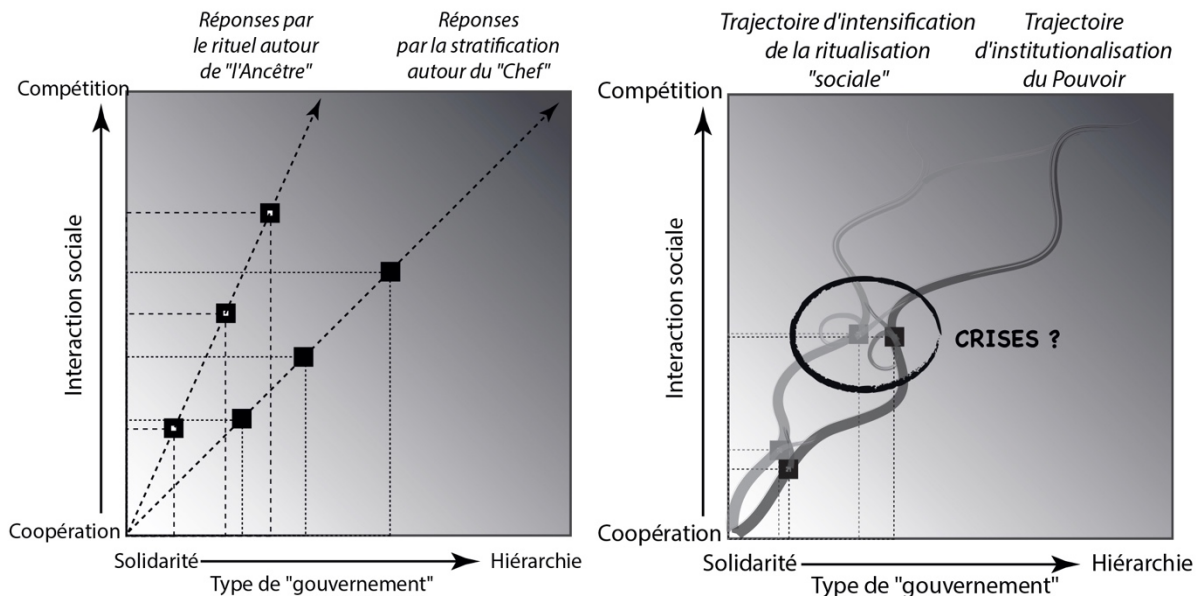 Réponses par
le rituel autour
de "l'Ancêtre"
Réponses
par la stratification
autour du "Chef"
Compétition
Interaction sociale
Coopération
Solidarité
Hiérarchie
Type de "gouvernement"
Trajectoire d'intensification
de la ritualisation
"sociale"
Trajectoire
d'institutionalisation
du Pouvoir
Compétition
Interaction sociale
CRISES ?
Coopération
Solidarité
Hiérarchie
Type de "gouvernement"